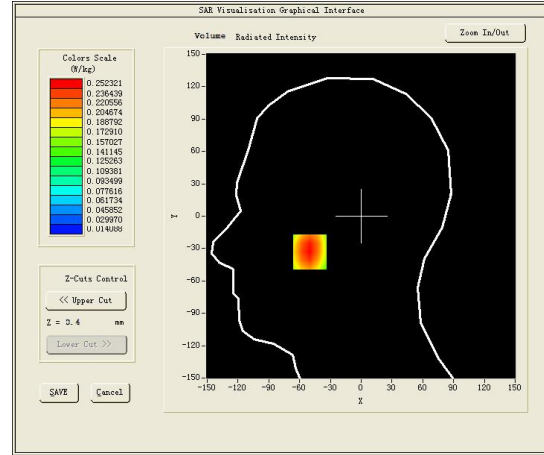 SAR Visualisation Graphical Interface
Volume Radiated Intensity
Zoom In/Out
Colors Scale
(W/kg)
0.252321
0.236439
0.220556
0.204674
0.188792
0.172910
0.157027
0.141145
0.125263
0.109381
0.093499
0.077616
0.061734
0.045852
0.029970
0.014088
Z-Cuts Control
<< Upper Cut
Z = 3.4 mm
Lower Cut >>
SAVE
Cancel
150
120
90
60
30
0
-30
-60
-90
-120
-150
Y
-150 -120 -90 -60 -30 0 30 60 90 120 150
X